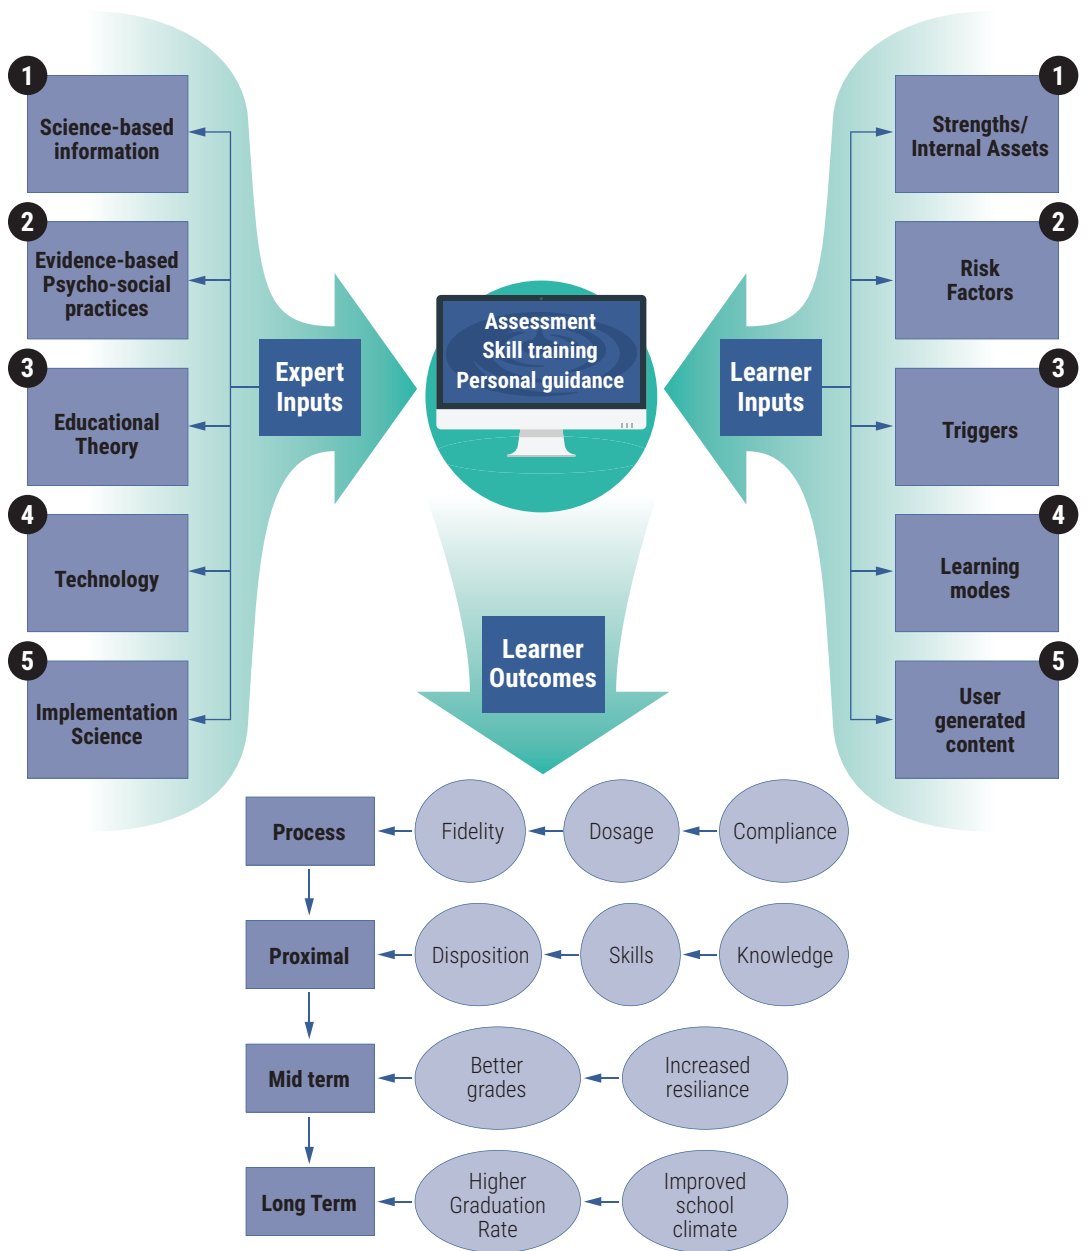 1
Science-based
information
2
Evidence-based
Psycho-social
practices
3
Educational
Theory
4
Technology
5
Implementation
Science
Expert
Inputs
Assessment
Skill training
Personal guidance
Learner
Inputs
1
Strengths/
Internal Assets
2
Risk
Factors
3
Triggers
4
Learning
modes
5
User
generated
content
Learner
Outcomes
Process
Fidelity
Dosage
Compliance
Proximal
Disposition
Skills
Knowledge
Mid term
Better
grades
Increased
resiliance
Long Term
Higher
Graduation
Rate
Improved
school
climate